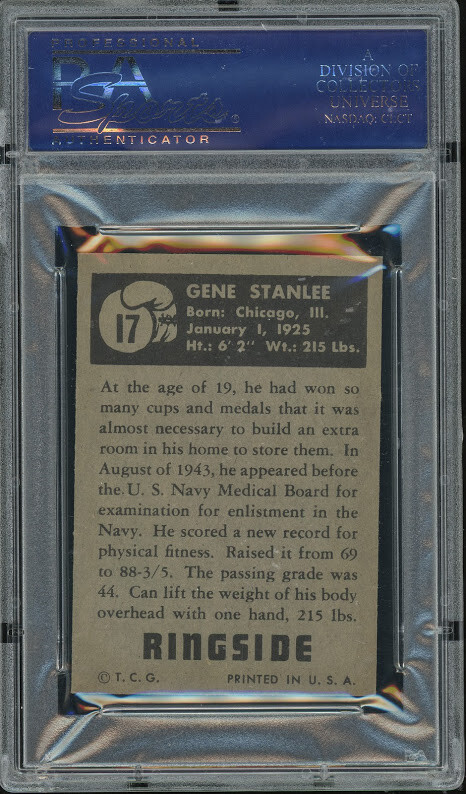 PROFESSIONAL
PSA
Sports®
AUTHENTICATOR
A
DIVISION OF
COLLECTORS
UNIVERSE
NASDAQ: CLCT
17
GENE STANLEE
Born: Chicago, Ill.
January 1, 1925
Ht.: 6' 2" Wt.: 215 Lbs.
At the age of 19, he had won so
many cups and medals that it was
almost necessary to build an extra
room in his home to store them. In
August of 1943, he appeared before
the U. S. Navy Medical Board for
examination for enlistment in the
Navy. He scored a new record for
physical fitness. Raised it from 69
to 88-3/5. The passing grade was
44. Can lift the weight of his body
overhead with one hand, 215 lbs.
RINGSIDE
© T. C. G. PRINTED IN U. S. A.